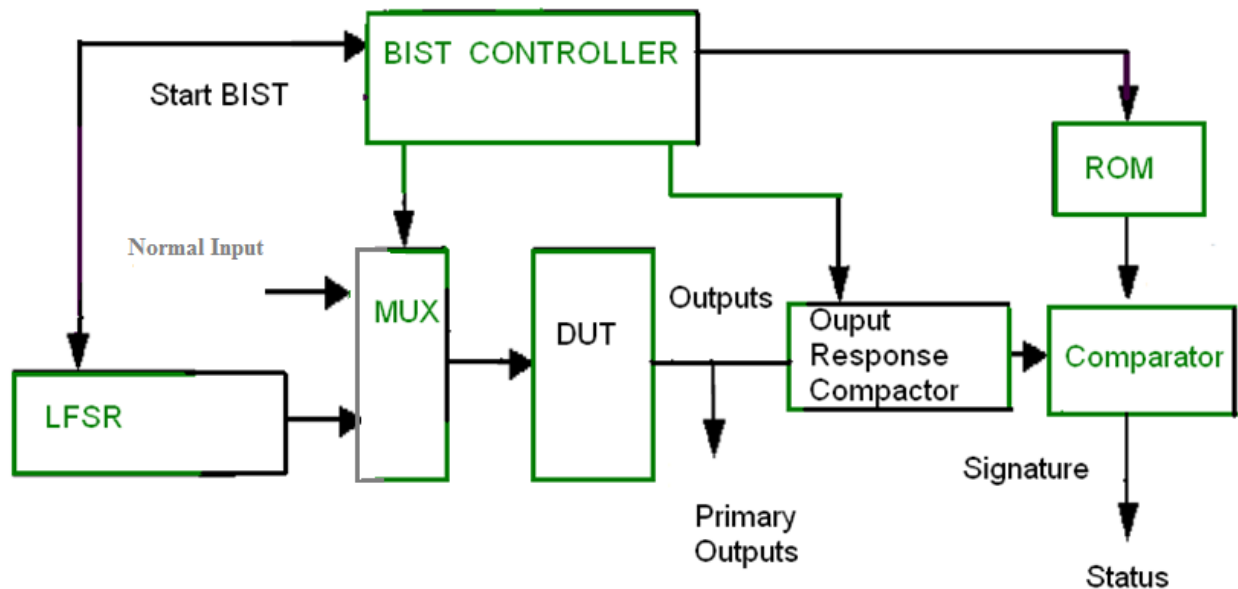 BIST CONTROLLER
Start BIST
ROM
Normal Input
MUX
DUT
Outputs
Ouput
Response
Compactor
Comparator
LFSR
Signature
Primary
Outputs
Status